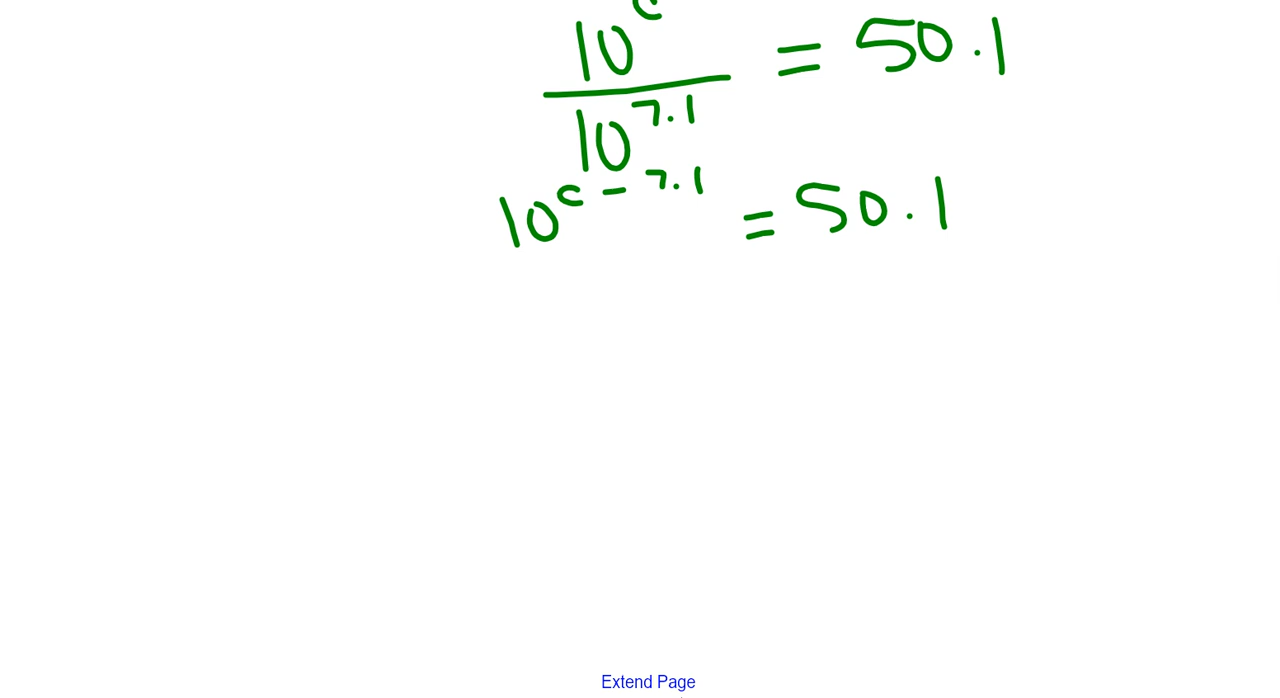 10^c
/ 10^7.1 = 50.1
10^c-7.1 = 50.1
Extend Page